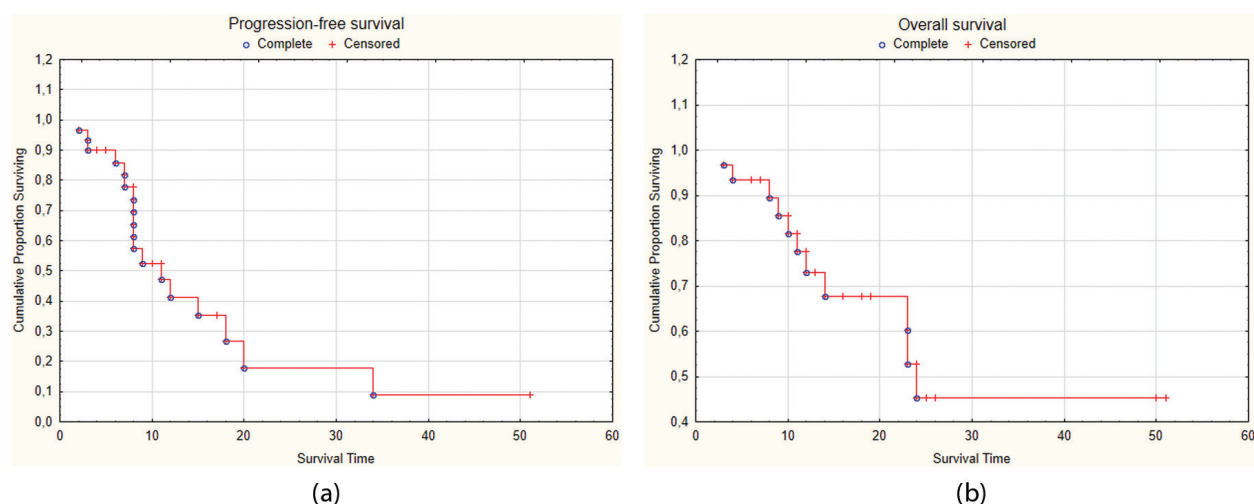 Progression-free survival
Complete Censored
1,2
1,1
1,0
0,9
0,8
0,7
0,6
0,5
0,4
0,3
0,2
0,1
0,0
Cumulative Proportion Surviving
0 10 20 30 40 50 60
Survival Time
(a)
Overall survival
Complete Censored
1,2
1,1
1,0
0,9
0,8
0,7
0,6
0,5
0,4
Cumulative Proportion Surviving
0 10 20 30 40 50 60
Survival Time
(b)